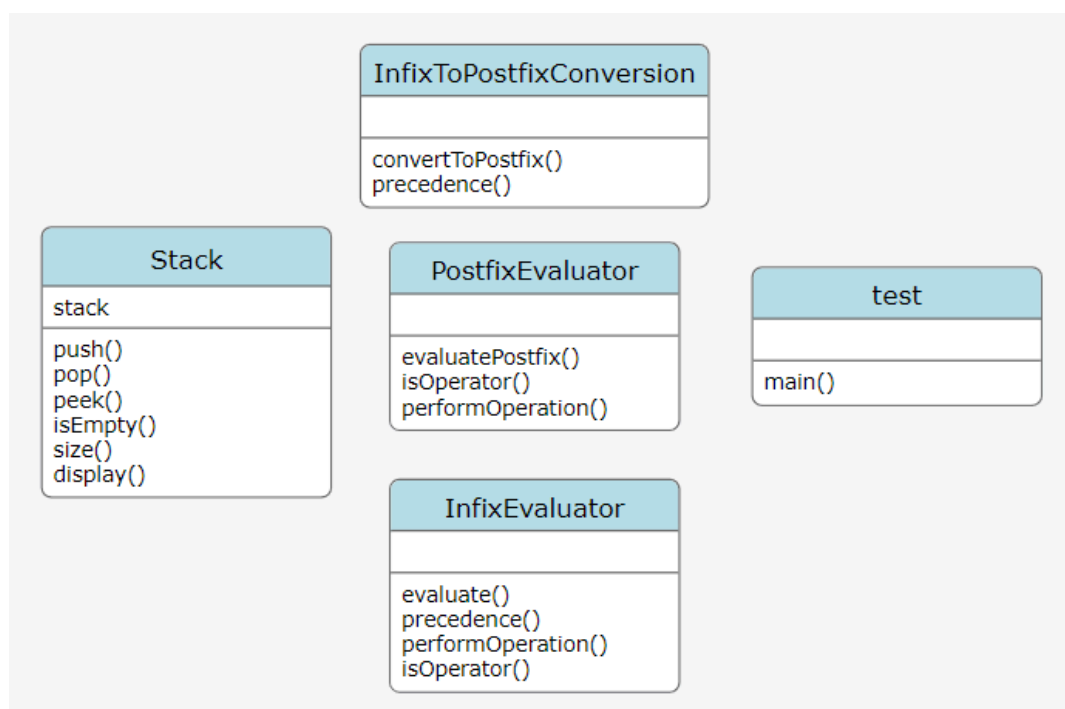 InfixToPostfixConversion
convertToPostfix()
precedence()
Stack
stack
push()
pop()
peek()
isEmpty()
size()
display()
PostfixEvaluator
evaluatePostfix()
isOperator()
performOperation()
test
main()
InfixEvaluator
evaluate()
precedence()
performOperation()
isOperator()